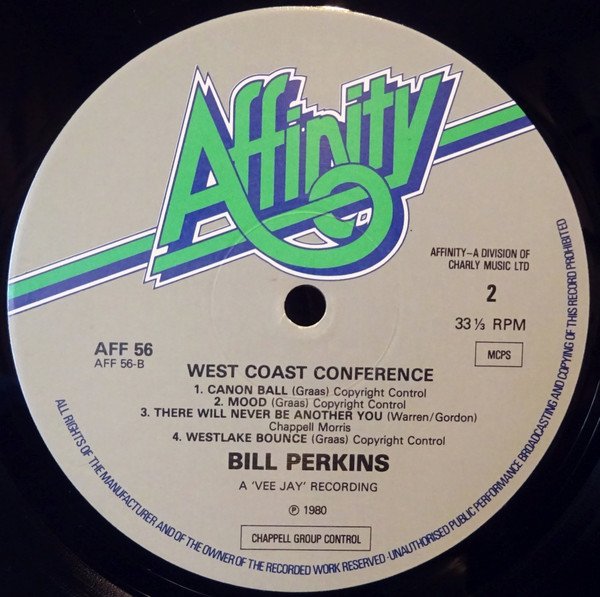 Affinity
AFFINITY–A DIVISION OF
CHARLY MUSIC LTD
2
33⅓ RPM
MCPS
AFF 56
AFF 56-B
WEST COAST CONFERENCE
1. CANON BALL (Graas) Copyright Control
2. MOOD (Graas) Copyright Control
3. THERE WILL NEVER BE ANOTHER YOU (Warren/Gordon)
Chappell Morris
4. WESTLAKE BOUNCE (Graas) Copyright Control
BILL PERKINS
A 'VEE JAY' RECORDING
℗ 1980
CHAPPELL GROUP CONTROL
ALL RIGHTS OF THE MANUFACTURER AND OF THE OWNER OF THE RECORDED WORK RESERVED·UNAUTHORISED PUBLIC PERFORMANCE BROADCASTING AND COPYING OF THIS RECORD PROHIBITED